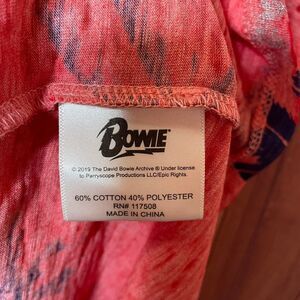 BOWIE
© 2019 The David Bowie Archive ® Under license
to Perryscope Productions LLC/Epic Rights.
60% COTTON 40% POLYESTER
RN# 117508
MADE IN CHINA